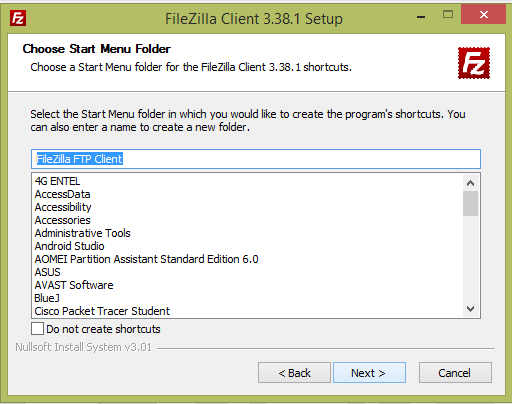 FileZilla Client 3.38.1 Setup
Choose Start Menu Folder
Choose a Start Menu folder for the FileZilla Client 3.38.1 shortcuts.
Fz
Select the Start Menu folder in which you would like to create the program's shortcuts. You
can also enter a name to create a new folder.
FileZilla FTP Client
4G ENTEL
AccessData
Accessibility
Accessories
Administrative Tools
Android Studio
AOMEI Partition Assistant Standard Edition 6.0
ASUS
AVAST Software
BlueJ
Cisco Packet Tracer Student
Do not create shortcuts
Nullsoft Install System v3.01
< Back
Next >
Cancel